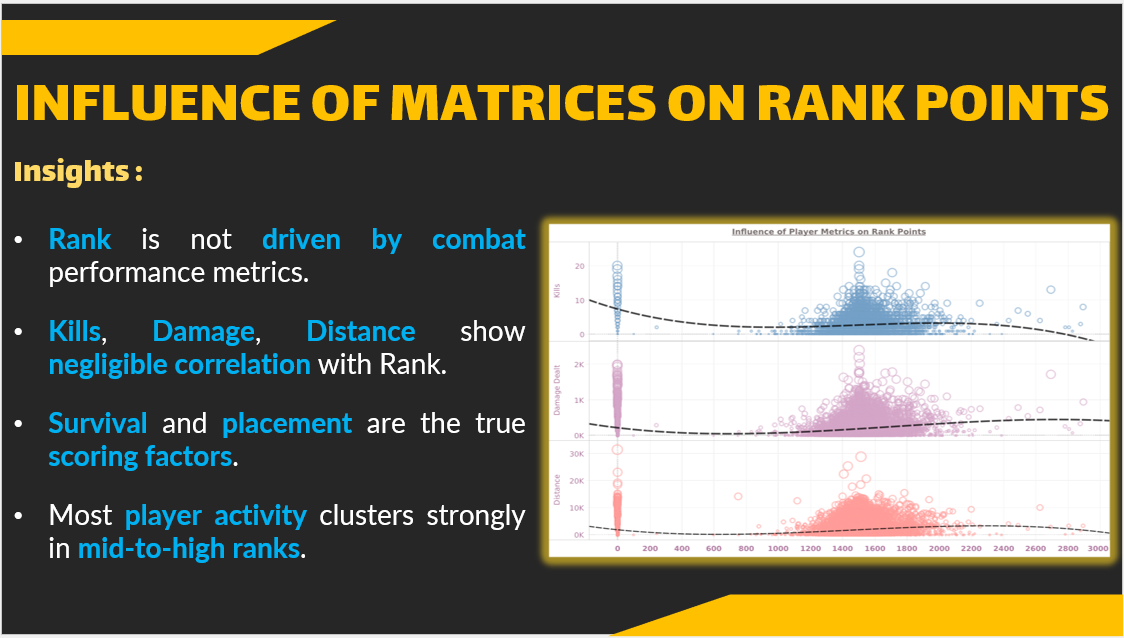 INFLUENCE OF MATRICES ON RANK POINTS
Insights :
• Rank is not driven by combat
performance metrics.
• Kills, Damage, Distance show
negligible correlation with Rank.
• Survival and placement are the true
scoring factors.
• Most player activity clusters strongly
in mid-to-high ranks.
Influence of Player Metrics on Rank Points
Kills
20
10
0
Damage Dealt
2K
1K
0K
Distance
30K
20K
10K
0K
0 200 400 600 800 1000 1200 1400 1600 1800 2000 2200 2400 2600 2800 3000